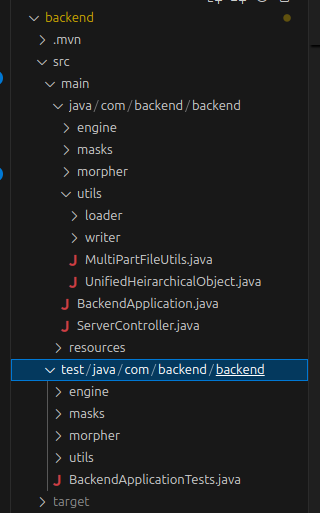 backend
.mvn
src
main
java/com/backend/backend
engine
masks
morpher
utils
loader
writer
MultiPartFileUtils.java
UnifiedHeirarchicalObject.java
BackendApplication.java
ServerController.java
resources
test/java/com/backend/backend
engine
masks
morpher
utils
BackendApplicationTests.java
target